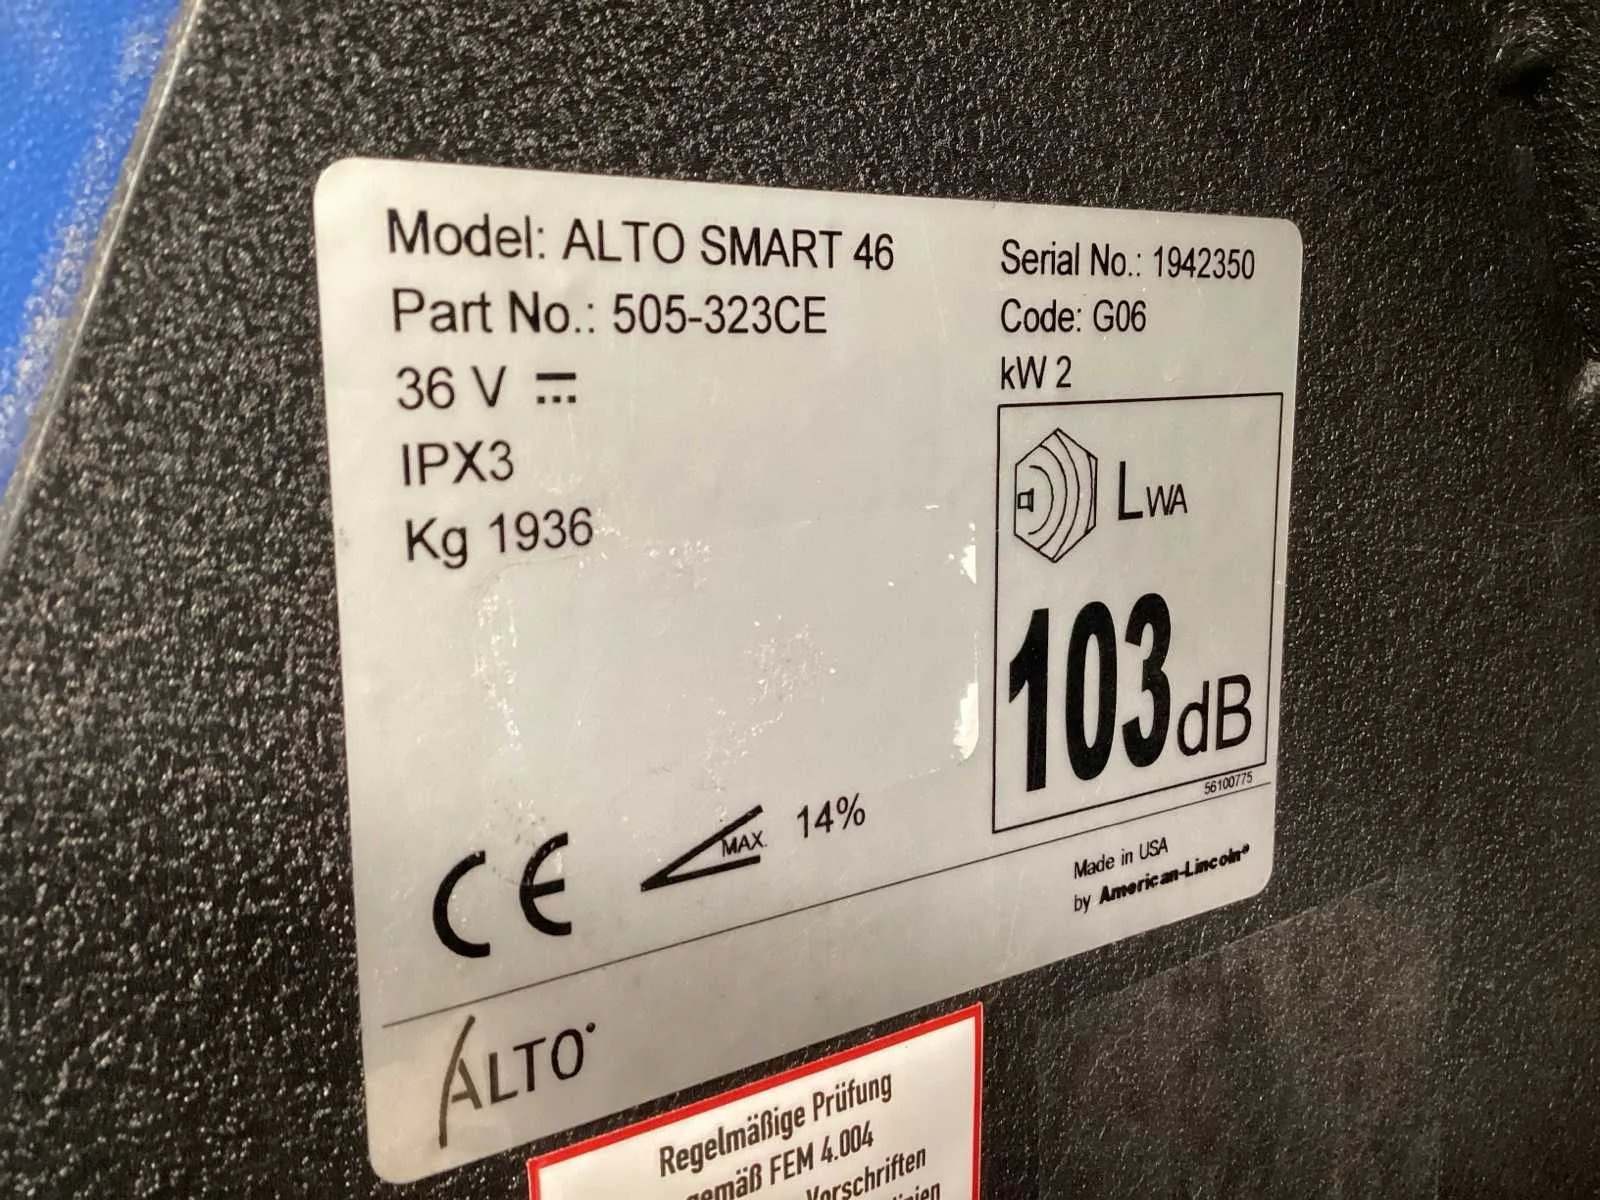 Model: ALTO SMART 46
Part No.: 505-323CE
36 V
IPX3
Kg 1936
Serial No.: 1942350
Code: G06
kW 2
LWA
103 dB
56100775
CE
MAX. 14%
Made in USA
by American-Lincoln®
ALTO
Regelmäßige Prüfung
gemäß FEM 4.004
Vorschriften